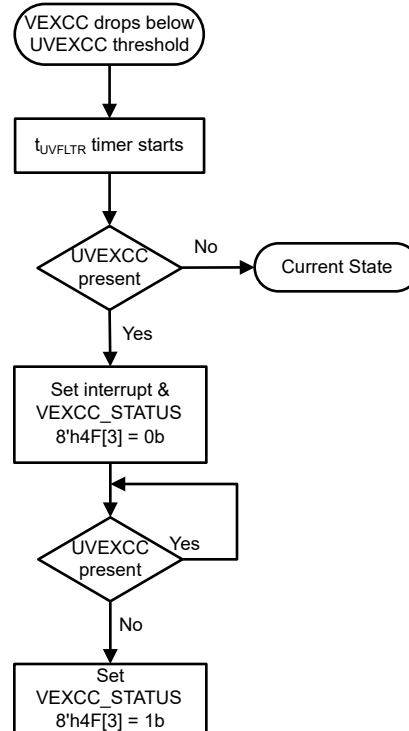 VEXCC drops below
UVEXCC threshold
tUVFLTR timer starts
UVEXCC
present
No
Current State
Yes
Set interrupt &
VEXCC_STATUS
8'h4F[3] = 0b
UVEXCC
present
Yes
No
Set
VEXCC_STATUS
8'h4F[3] = 1b